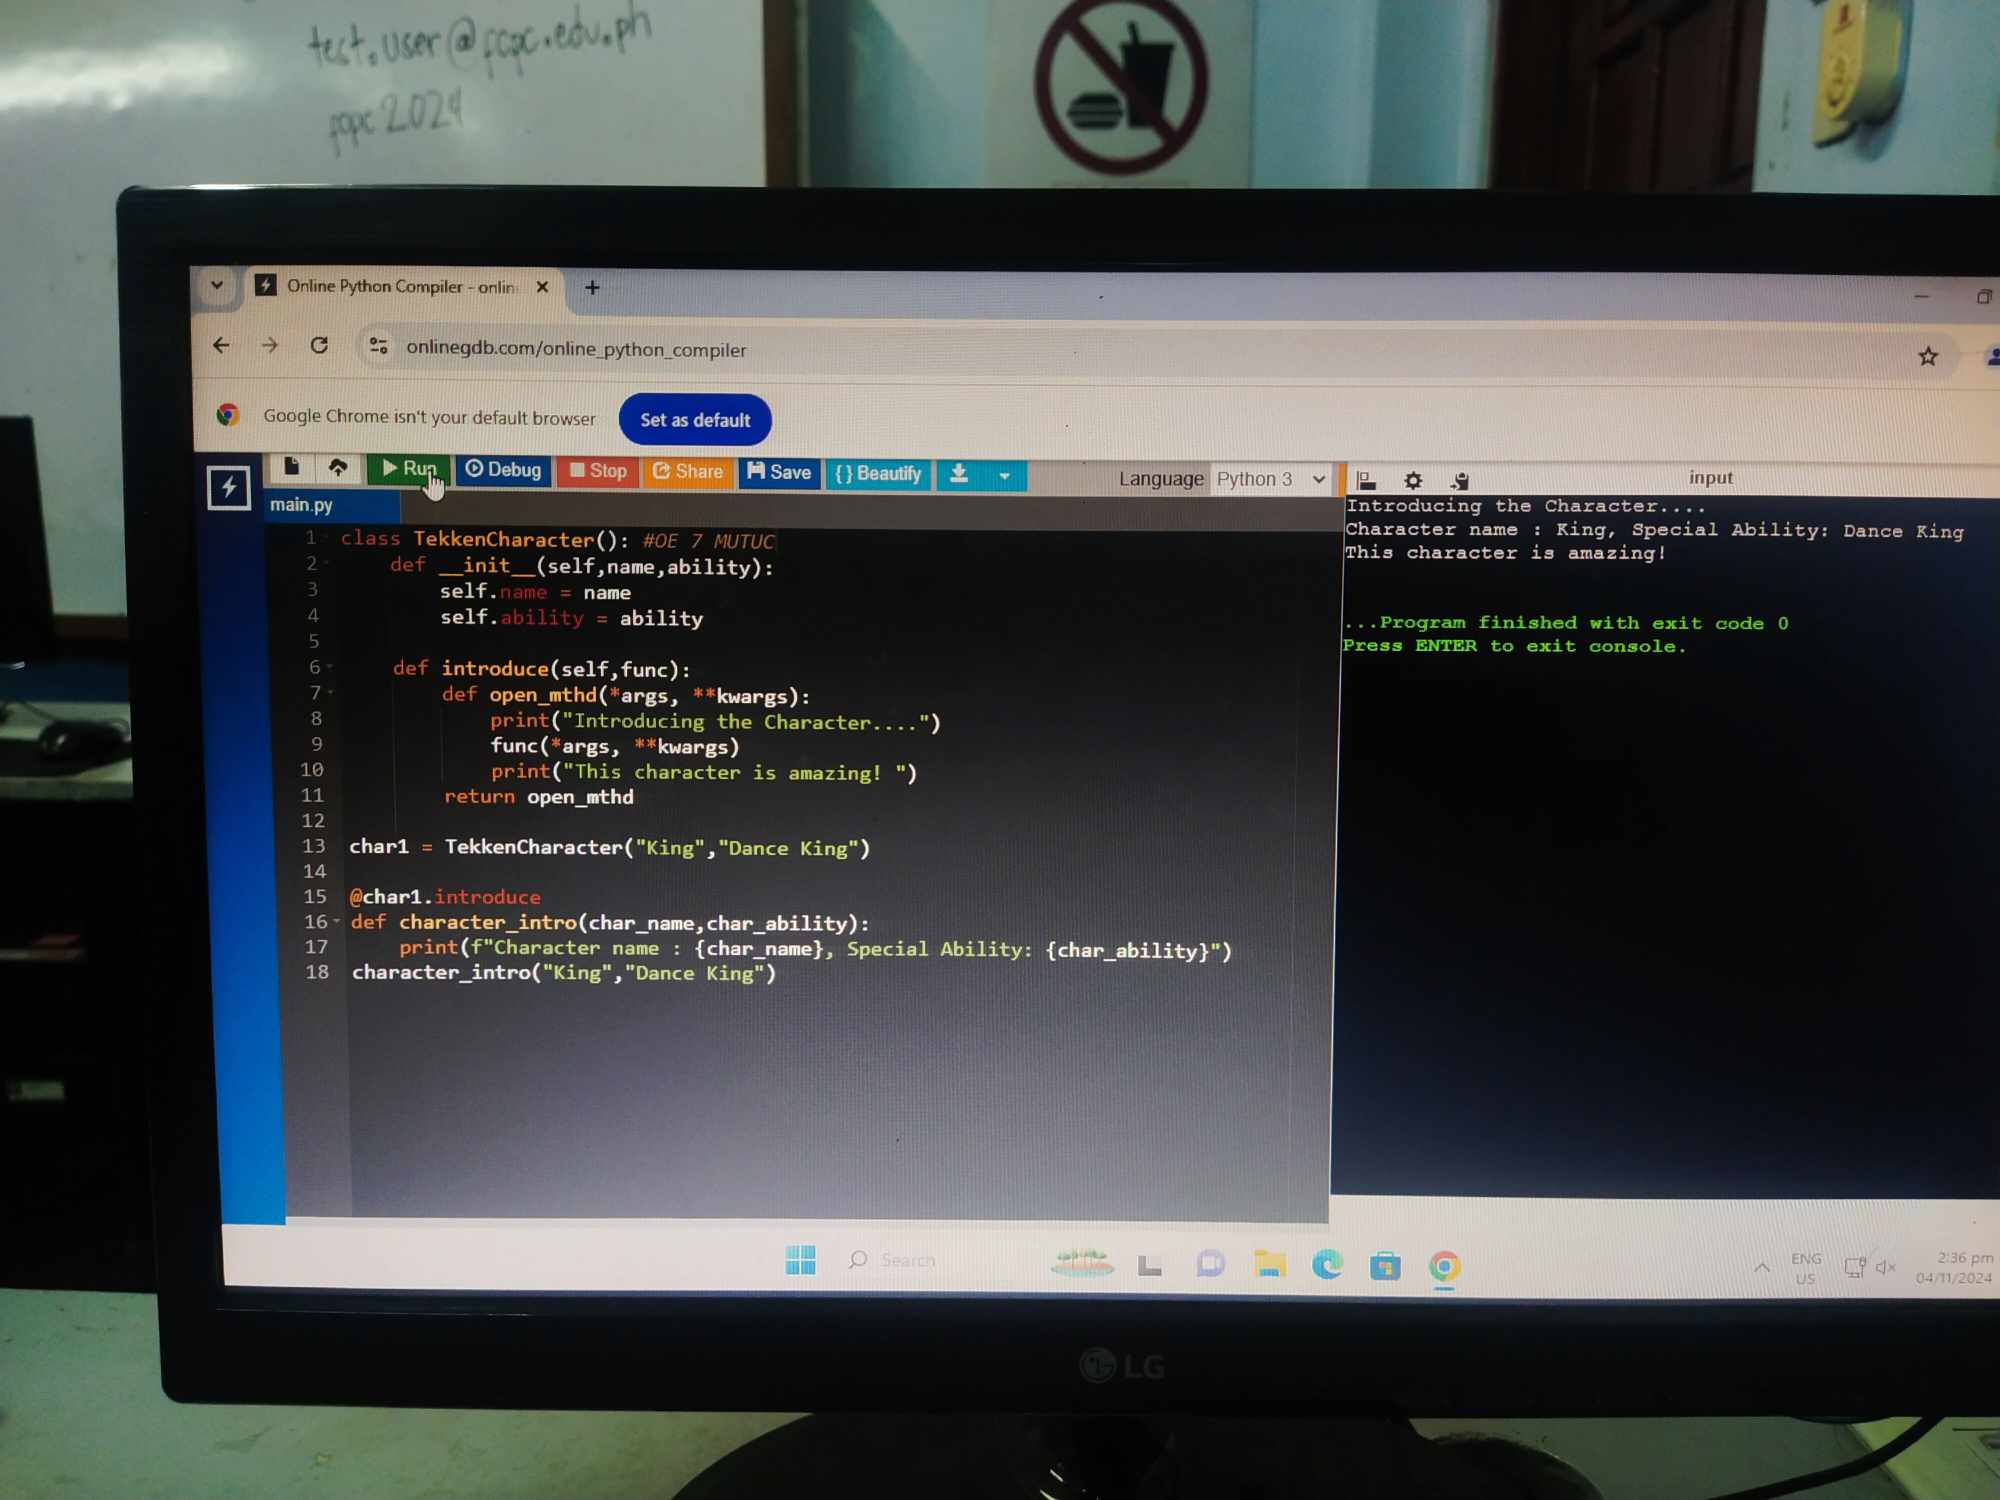 test.user@fcpc.edu.ph
fcpc2024
Online Python Compiler - onlin
onlinegdb.com/online_python_compiler
Google Chrome isn't your default browser Set as default
Run Debug Stop Share Save {} Beautify Language Python 3
main.py
1 class TekkenCharacter(): #OE 7 MUTUC
2 def __init__(self,name,ability):
3 self.name = name
4 self.ability = ability
5
6 def introduce(self,func):
7 def open_mthd(*args, **kwargs):
8 print("Introducing the Character....")
9 func(*args, **kwargs)
10 print("This character is amazing! ")
11 return open_mthd
12
13 char1 = TekkenCharacter("King","Dance King")
14
15 @char1.introduce
16 def character_intro(char_name,char_ability):
17 print(f"Character name : {char_name}, Special Ability: {char_ability}")
18 character_intro("King","Dance King")
input
Introducing the Character....
Character name : King, Special Ability: Dance King
This character is amazing!
...Program finished with exit code 0
Press ENTER to exit console.
Search
ENG
US
2:36 pm
04/11/2024
LG